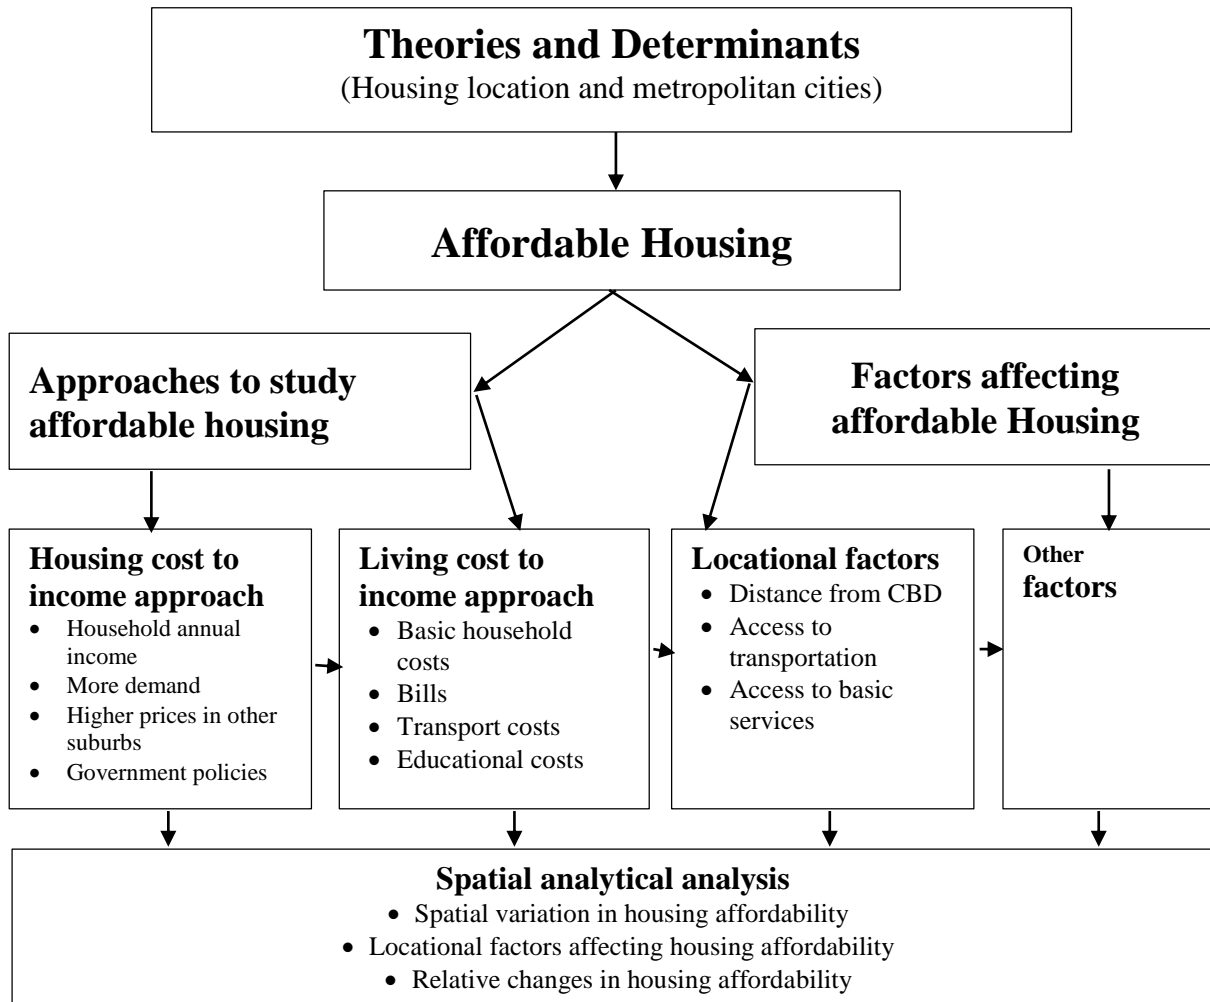 Theories and Determinants
(Housing location and metropolitan cities)
Affordable Housing
Approaches to study
affordable housing
Factors affecting
affordable Housing
Housing cost to
income approach
• Household annual
income
• More demand
• Higher prices in other
suburbs
• Government policies
Living cost to
income approach
• Basic household
costs
• Bills
• Transport costs
• Educational costs
Locational factors
• Distance from CBD
• Access to
transportation
• Access to basic
services
Other
factors
Spatial analytical analysis
• Spatial variation in housing affordability
• Locational factors affecting housing affordability
• Relative changes in housing affordability